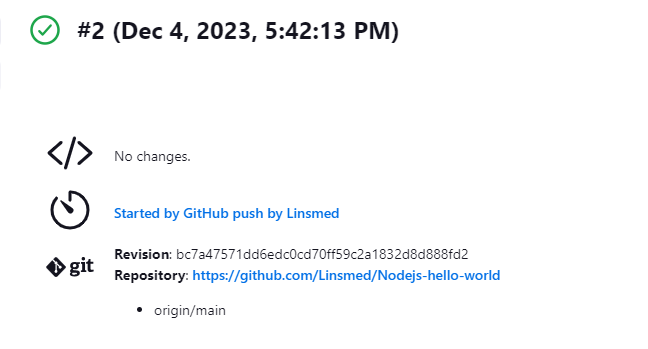 #2 (Dec 4, 2023, 5:42:13 PM)
No changes.
Started by GitHub push by Linsmed
git
Revision: bc7a47571dd6edc0cd70ff59c2a1832d8d888fd2
Repository: https://github.com/Linsmed/Nodejs-hello-world
• origin/main